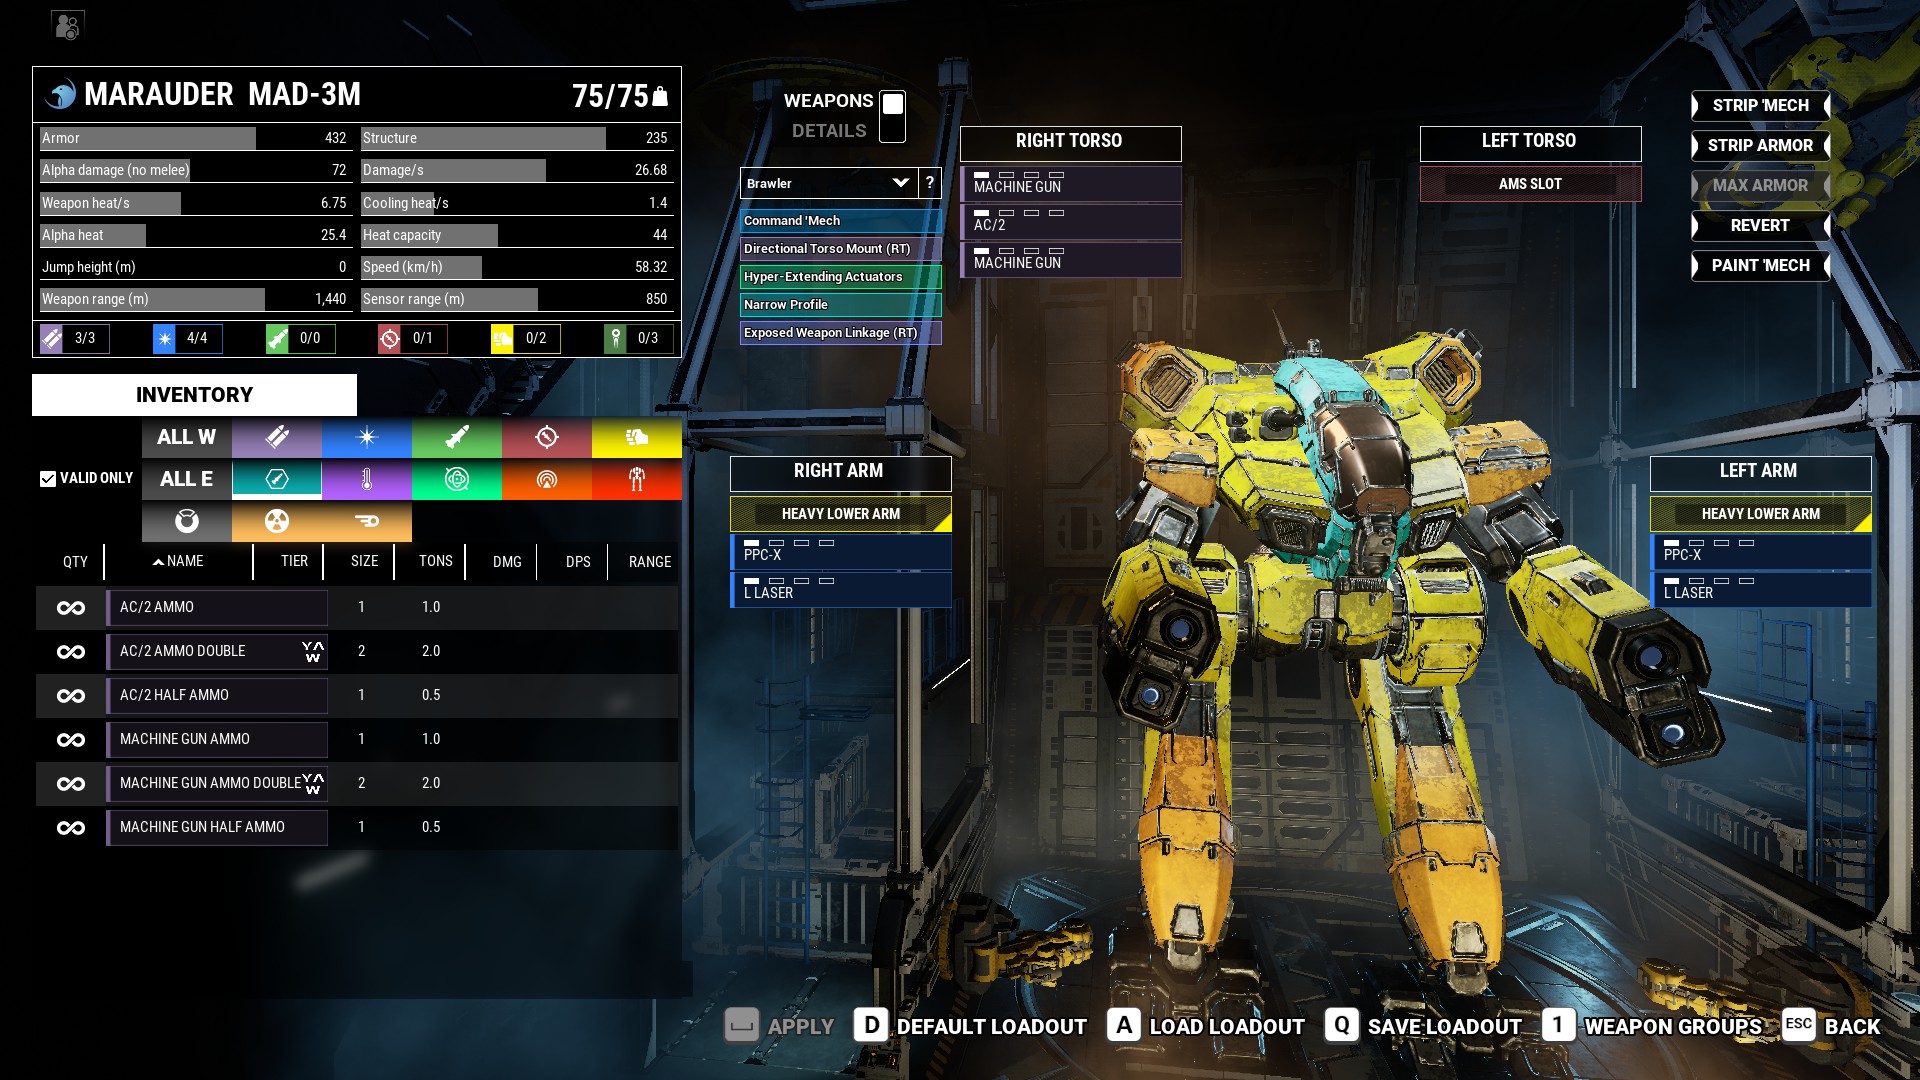 MARAUDER MAD-3M 75/75
Armor 432 Structure 235
Alpha damage (no melee) 72 Damage/s 26.68
Weapon heat/s 6.75 Cooling heat/s 1.4
Alpha heat 25.4 Heat capacity 44
Jump height (m) 0 Speed (km/h) 58.32
Weapon range (m) 1,440 Sensor range (m) 850
3/3 4/4 0/0 0/1 0/2 0/3
INVENTORY
ALL W
VALID ONLY
ALL E
QTY NAME TIER SIZE TONS DMG DPS RANGE
AC/2 AMMO 1 1.0
AC/2 AMMO DOUBLE YAW 2 2.0
AC/2 HALF AMMO 1 0.5
MACHINE GUN AMMO 1 1.0
MACHINE GUN AMMO DOUBLE YAW 2 2.0
MACHINE GUN HALF AMMO 1 0.5
WEAPONS
DETAILS
Brawler ?
Command 'Mech
Directional Torso Mount (RT)
Hyper-Extending Actuators
Narrow Profile
Exposed Weapon Linkage (RT)
RIGHT TORSO
MACHINE GUN
AC/2
MACHINE GUN
LEFT TORSO
AMS SLOT
STRIP 'MECH
STRIP ARMOR
MAX ARMOR
REVERT
PAINT 'MECH
RIGHT ARM
HEAVY LOWER ARM
PPC-X
L LASER
LEFT ARM
HEAVY LOWER ARM
PPC-X
L LASER
APPLY D DEFAULT LOADOUT A LOAD LOADOUT Q SAVE LOADOUT 1 WEAPON GROUPS ESC BACK